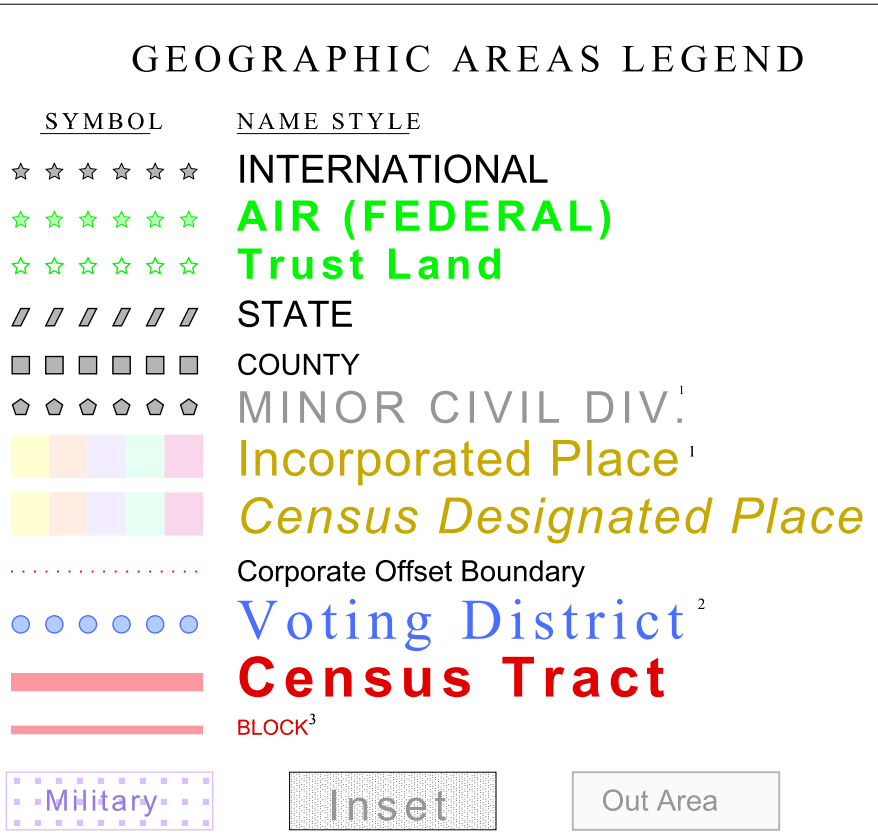 GEOGRAPHIC AREAS LEGEND
SYMBOL NAME STYLE
INTERNATIONAL
AIR (FEDERAL)
Trust Land
STATE
COUNTY
MINOR CIVIL DIV.¹
Incorporated Place ¹
Census Designated Place
Corporate Offset Boundary
Voting District ²
Census Tract
BLOCK³
Military Inset Out Area